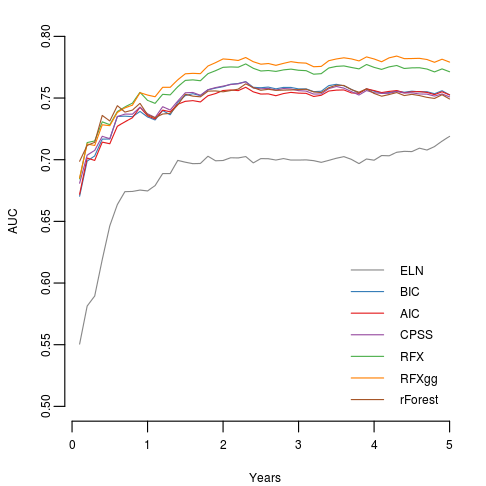 0.80
0.75
0.70
0.65
0.60
0.55
0.50
AUC
ELN
BIC
AIC
CPSS
RFX
RFXgg
rForest
0 1 2 3 4 5
Years